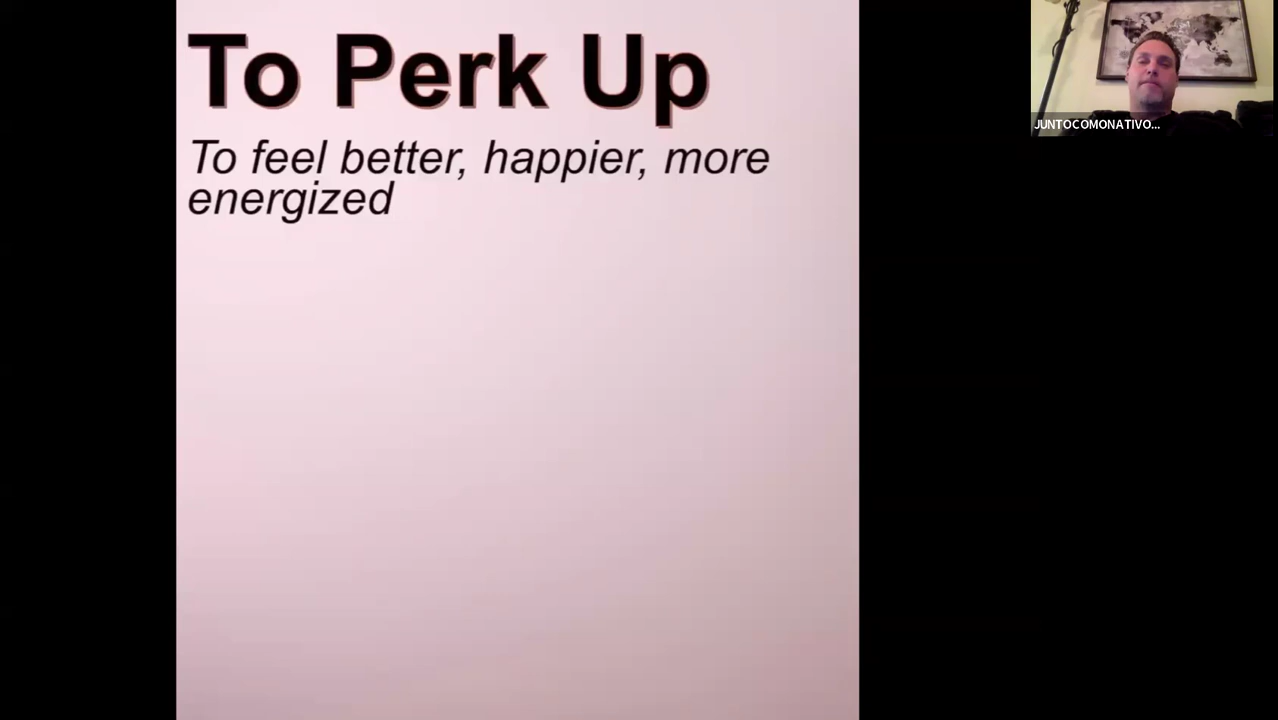 To Perk Up
To feel better, happier, more
energized
JUNTOCOMONATIVO...